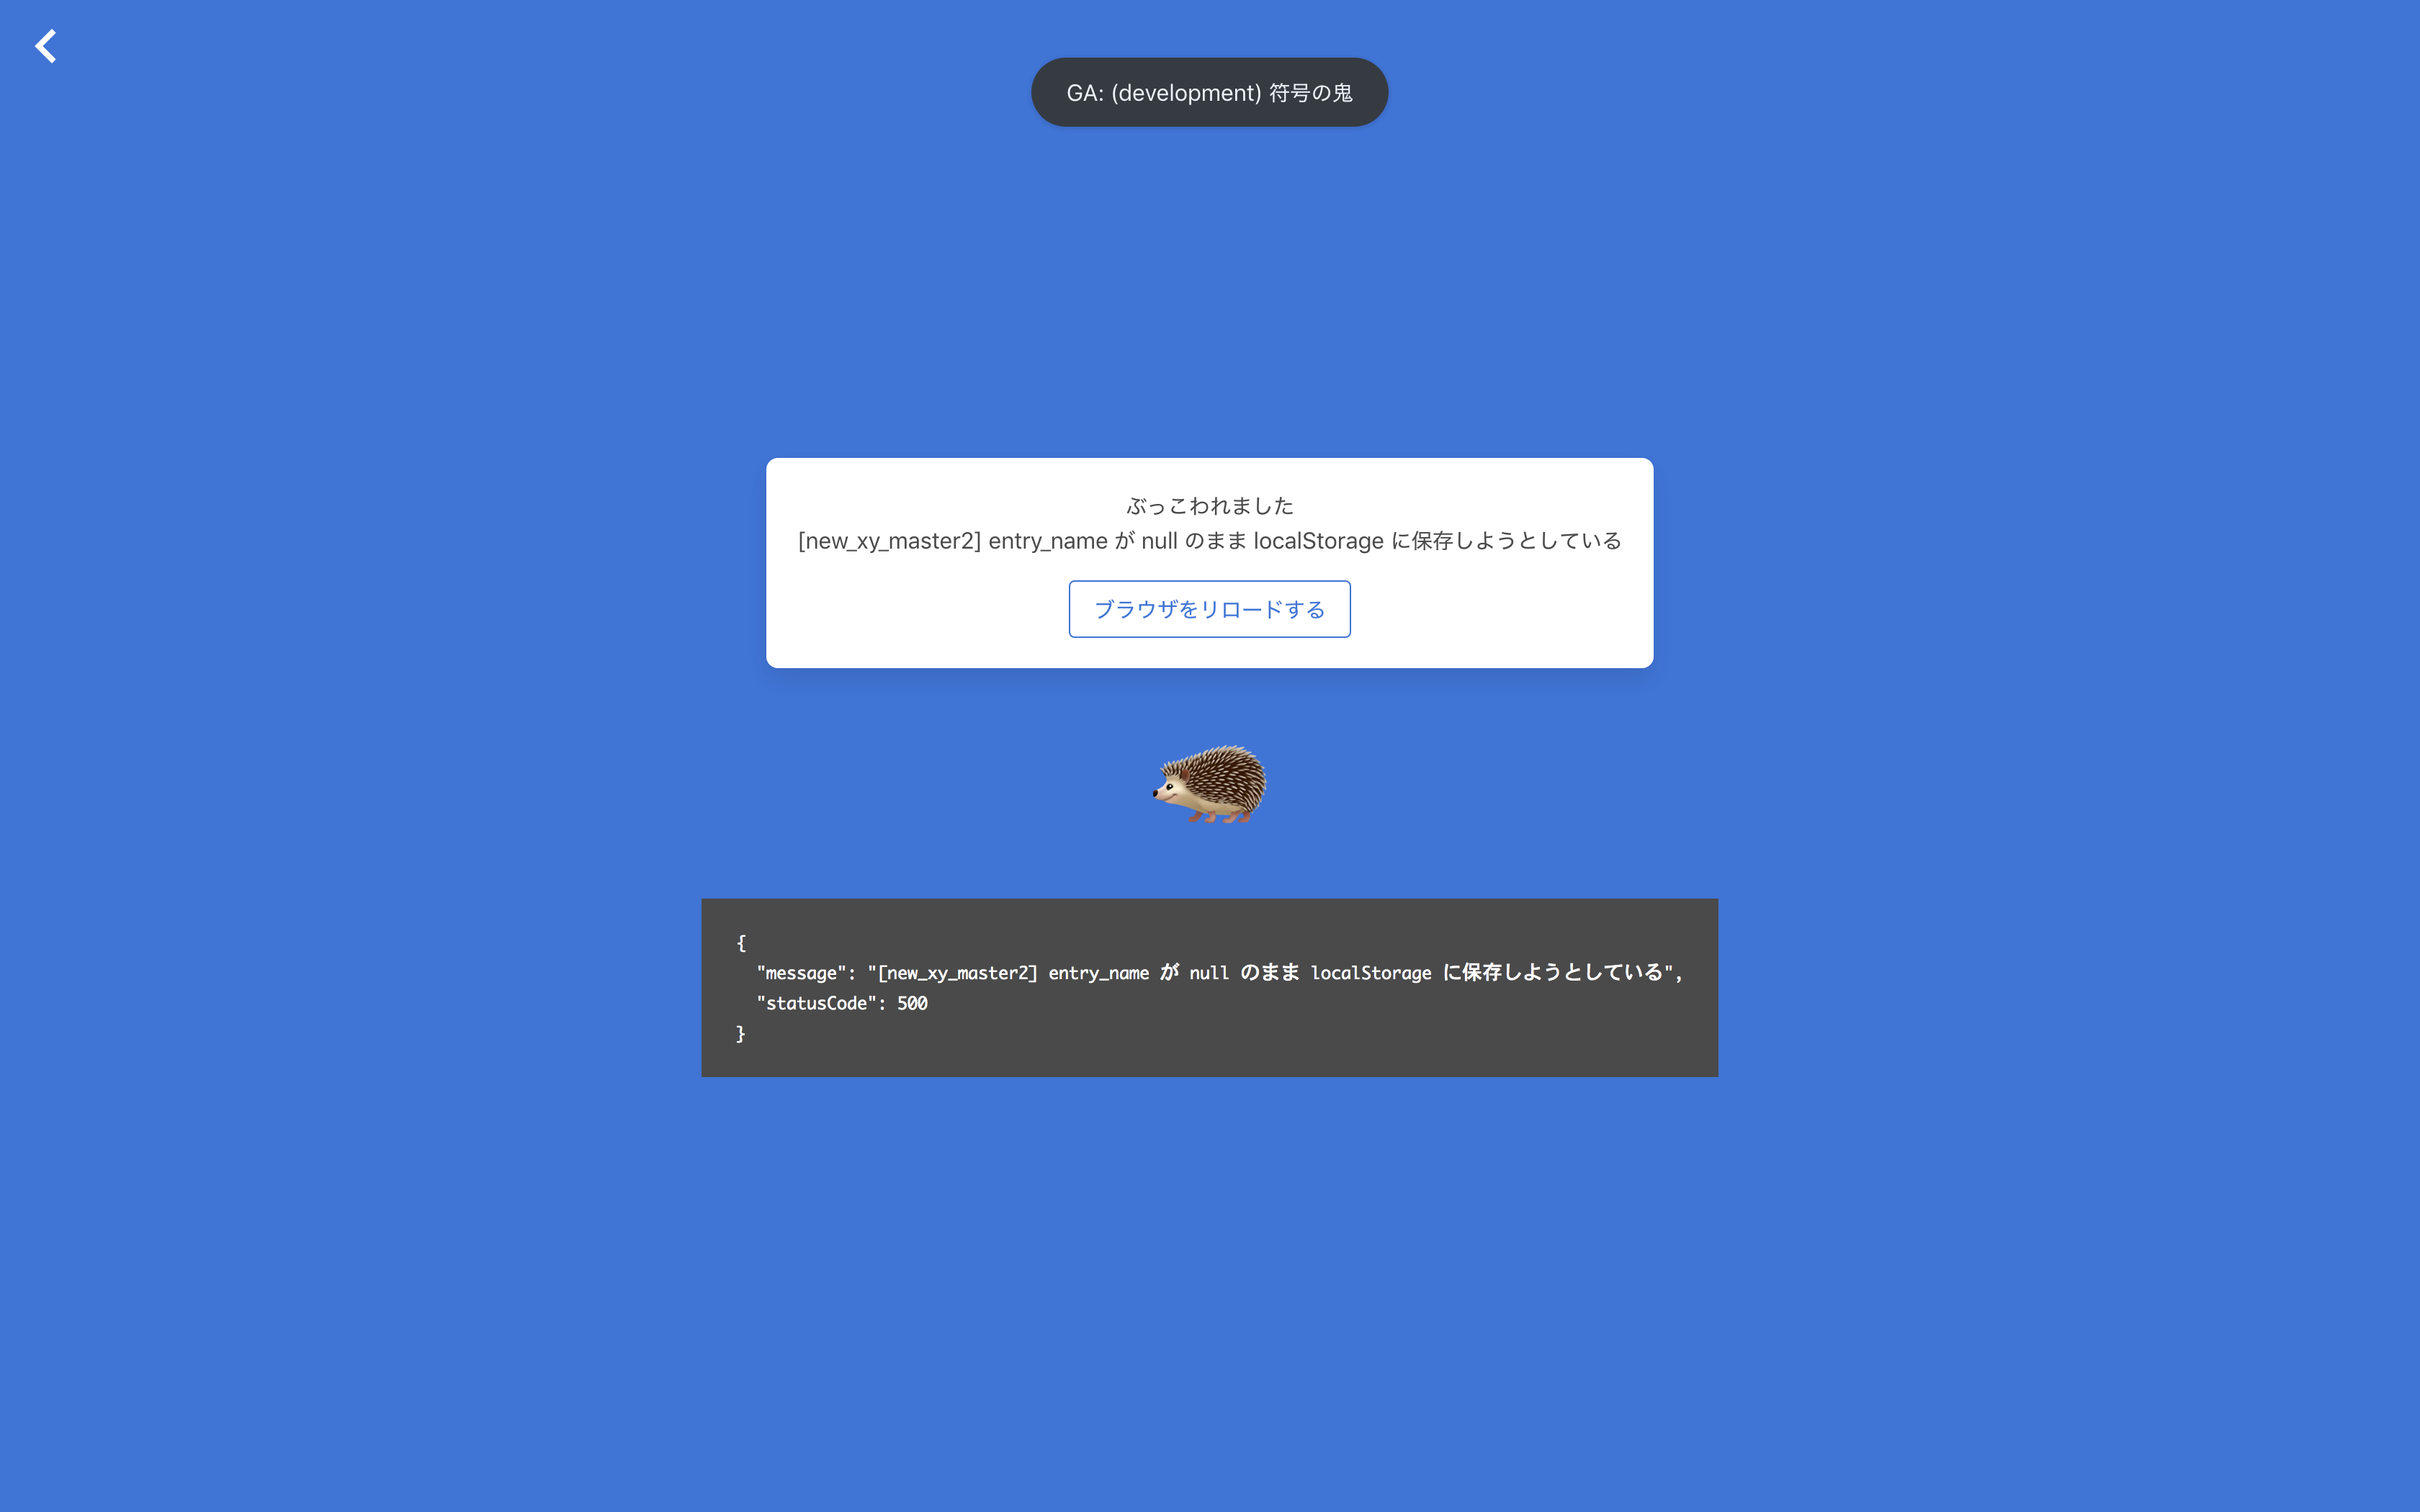 GA: (development) 符号の鬼
ぶっこわれました
[new_xy_master2] entry_name が null のまま localStorage に保存しようとしている
ブラウザをリロードする
{
"message": "[new_xy_master2] entry_name が null のまま localStorage に保存しようとしている",
"statusCode": 500
}